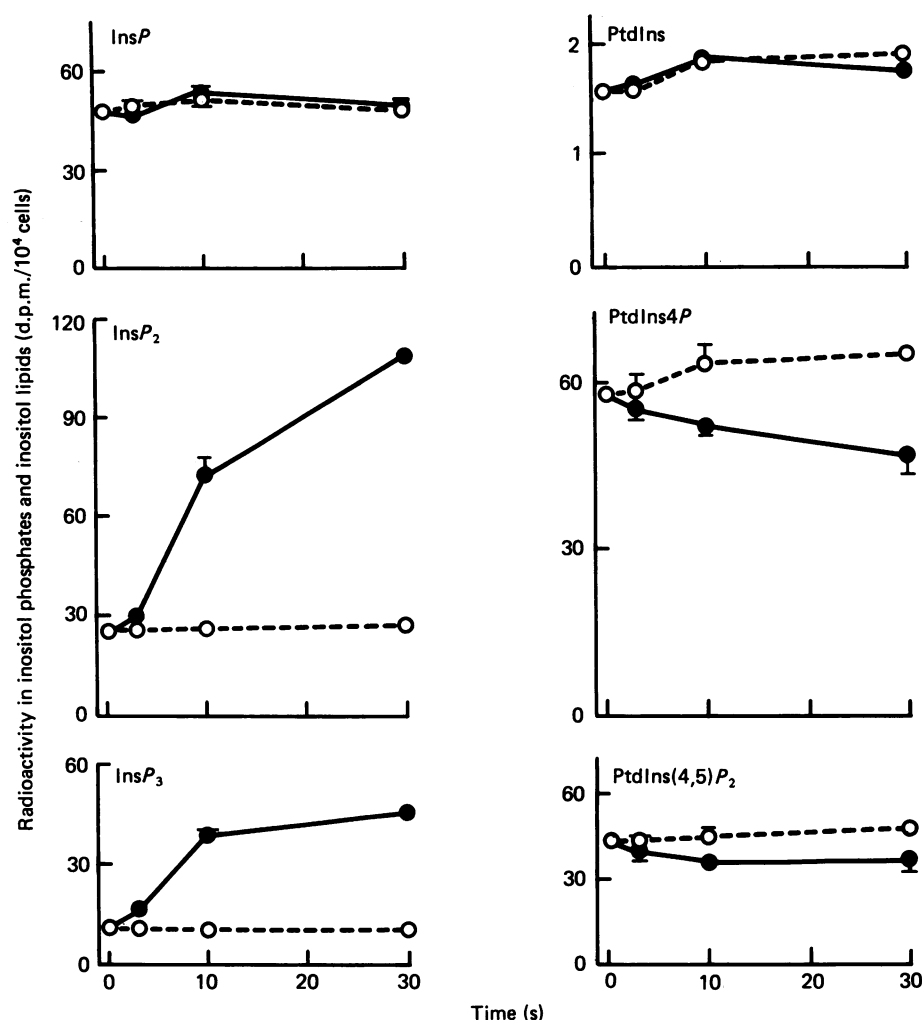 Radioactivity in inositol phosphates and inositol lipids (d.p.m./10⁴ cells)
InsP
60
30
0
PtdIns
2
1
0
InsP₂
120
90
60
30
0
PtdIns4P
60
30
0
InsP₃
60
30
0
0 10 20 30
PtdIns(4,5)P₂
60
30
0
0 10 20 30
Time (s)